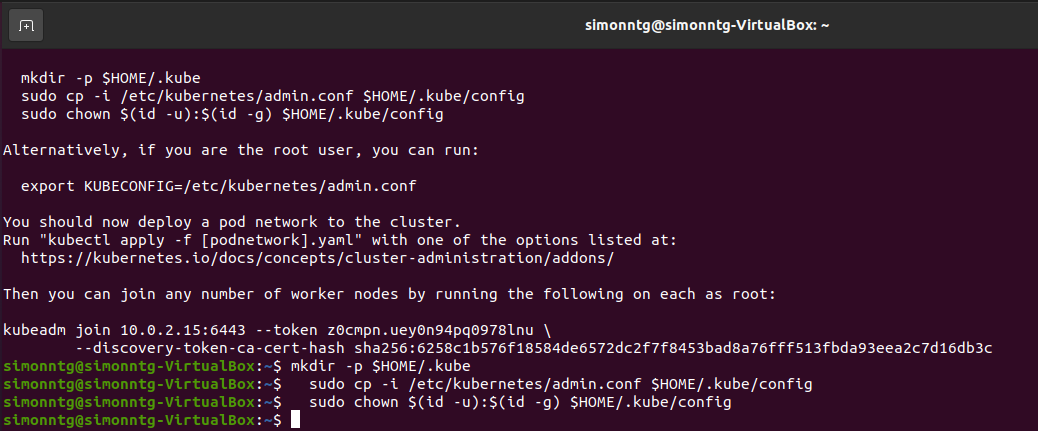 simonntg@simonntg-VirtualBox: ~
mkdir -p $HOME/.kube
sudo cp -i /etc/kubernetes/admin.conf $HOME/.kube/config
sudo chown $(id -u):$(id -g) $HOME/.kube/config
Alternatively, if you are the root user, you can run:
export KUBECONFIG=/etc/kubernetes/admin.conf
You should now deploy a pod network to the cluster.
Run "kubectl apply -f [podnetwork].yaml" with one of the options listed at:
https://kubernetes.io/docs/concepts/cluster-administration/addons/
Then you can join any number of worker nodes by running the following on each as root:
kubeadm join 10.0.2.15:6443 --token z0cmpn.uey0n94pq0978lnu \
--discovery-token-ca-cert-hash sha256:6258c1b576f18584de6572dc2f7f8453bad8a76fff513fbda93eea2c7d16db3c
simonntg@simonntg-VirtualBox:~$ mkdir -p $HOME/.kube
simonntg@simonntg-VirtualBox:~$   sudo cp -i /etc/kubernetes/admin.conf $HOME/.kube/config
simonntg@simonntg-VirtualBox:~$   sudo chown $(id -u):$(id -g) $HOME/.kube/config
simonntg@simonntg-VirtualBox:~$